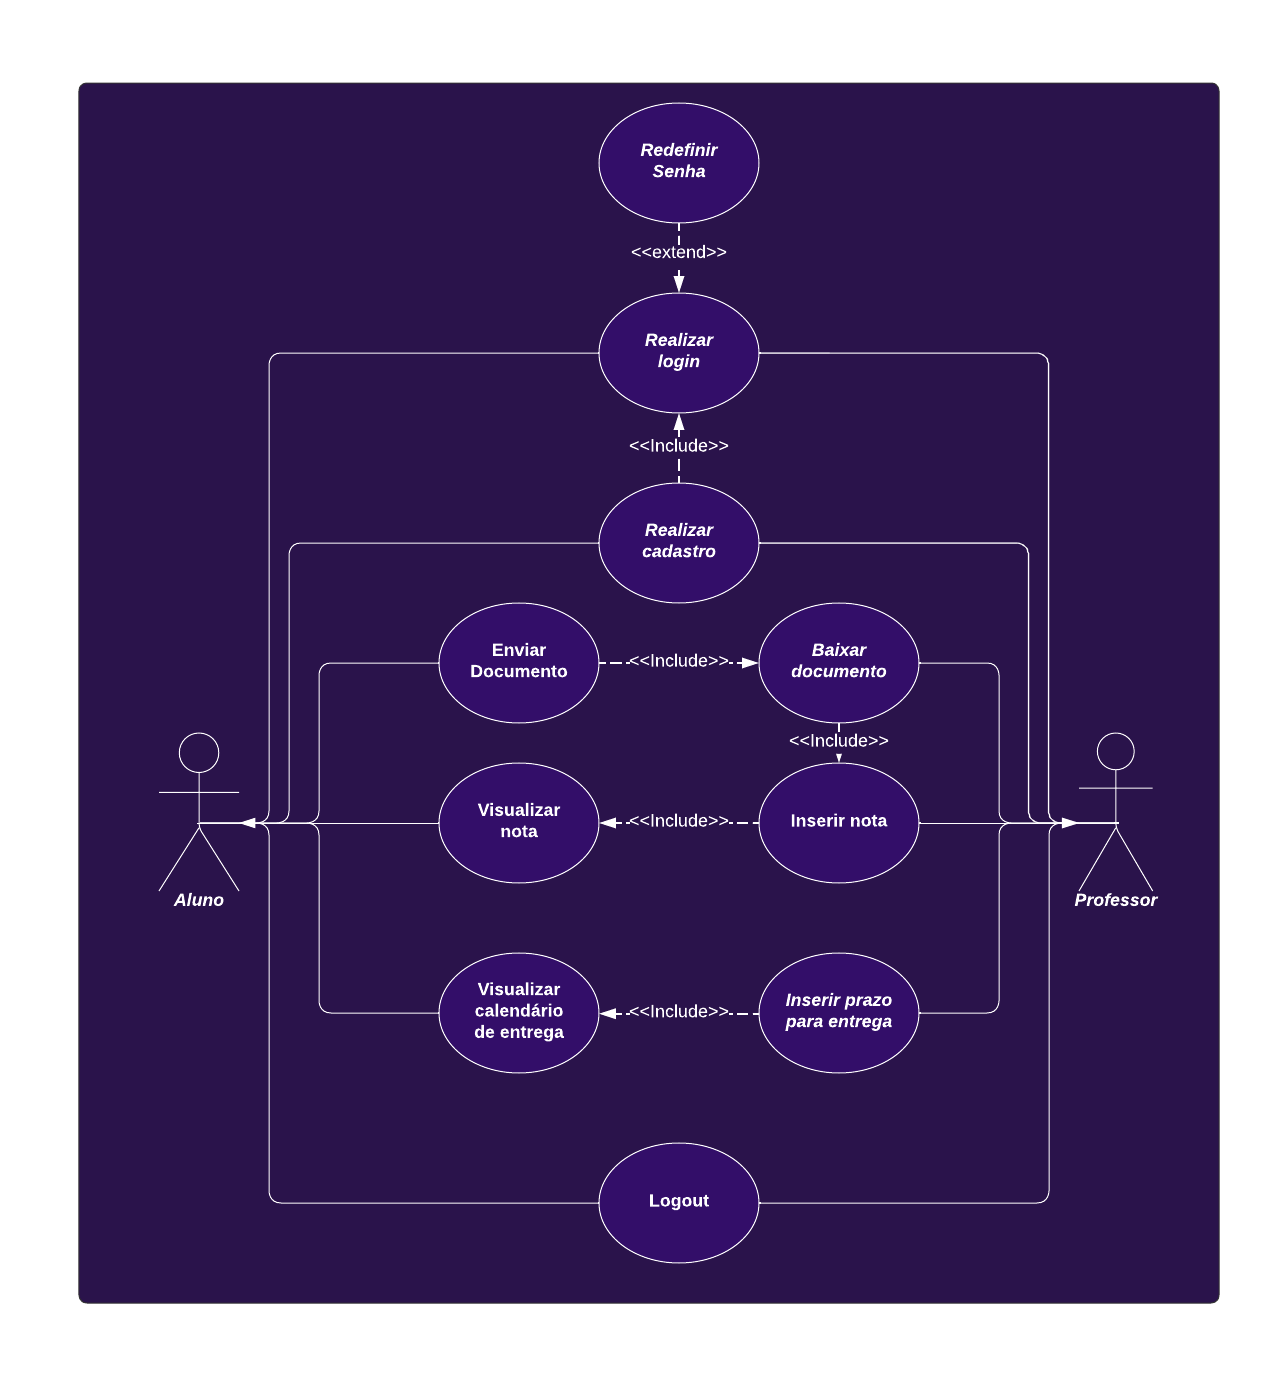 Redefinir
Senha
<<extend>>
Realizar
login
<<Include>>
Realizar
cadastro
Enviar
Documento
<<Include>>
Baixar
documento
<<Include>>
Visualizar
nota
<<Include>>
Inserir nota
Aluno
Professor
Visualizar
calendário
de entrega
<<Include>>
Inserir prazo
para entrega
Logout